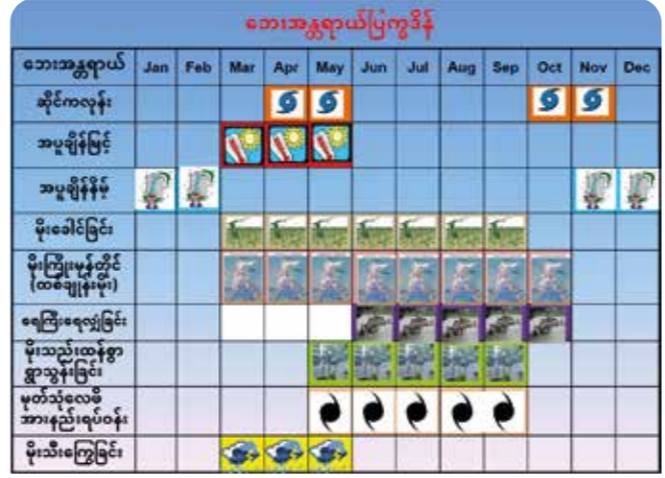 ဘေးအန္တရာယ်ပြက္ခဒိန်
ဘေးအန္တရာယ် Jan Feb Mar Apr May Jun Jul Aug Sep Oct Nov Dec
ဆိုင်ကလုန်း
အပူချိန်မြင့်
အပူချိန်နိမ့်
မိုးခေါင်ခြင်း
မိုးကြိုးမုန်တိုင်း
(ထစ်ချုန်းမိုး)
ရေကြီးရေလျှံခြင်း
မိုးသည်းထန်စွာ
ရွာသွန်းခြင်း
မုတ်သုံလေမိ
အားနည်းရပ်ဝန်း
မိုးသီးကြွေခြင်း